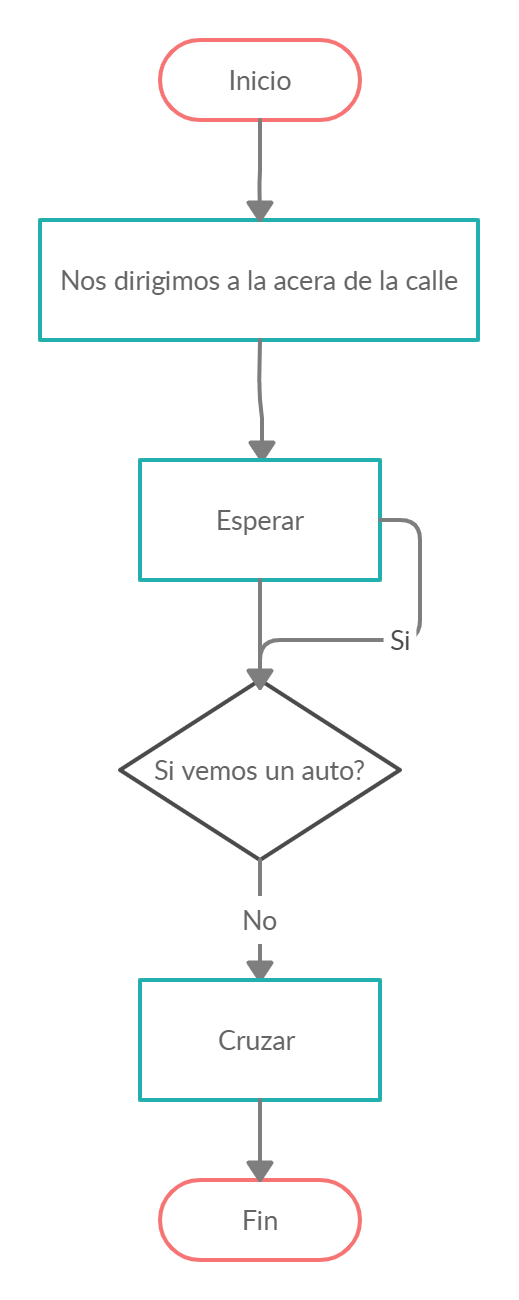 Inicio
Nos dirigimos a la acera de la calle
Esperar
Si
Si vemos un auto?
No
Cruzar
Fin